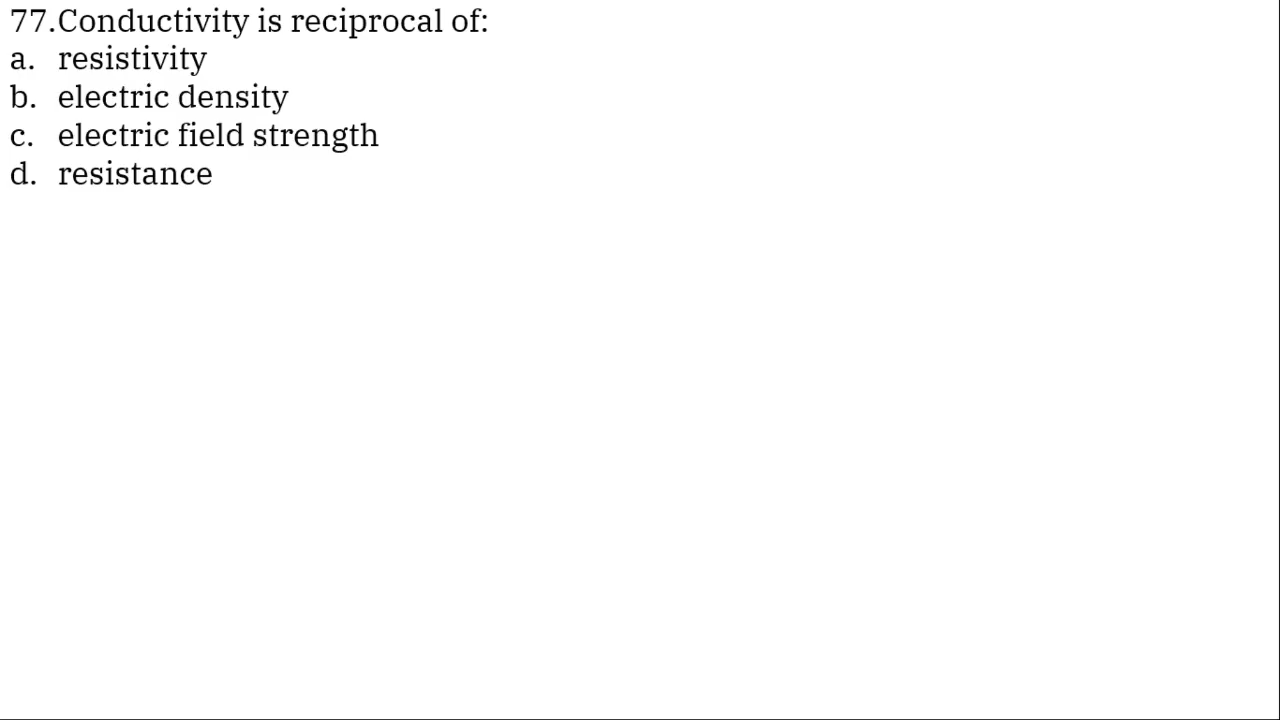 77.Conductivity is reciprocal of:
a. resistivity
b. electric density
c. electric field strength
d. resistance